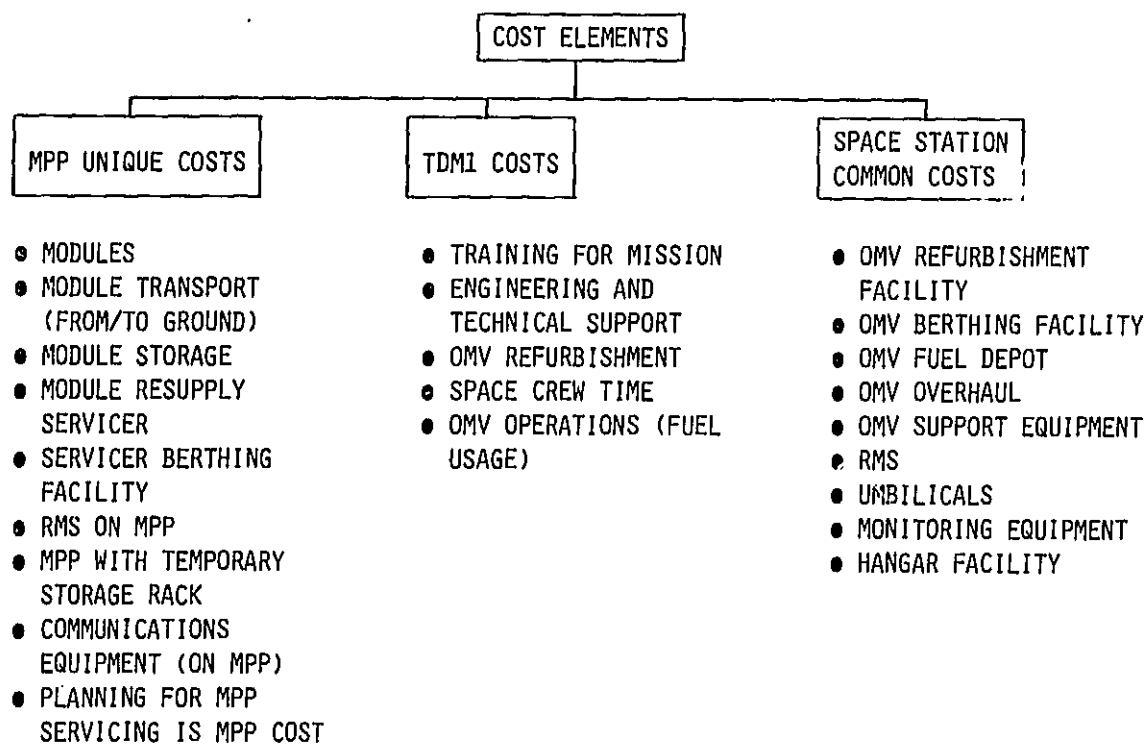 COST ELEMENTS
MPP UNIQUE COSTS
● MODULES
● MODULE TRANSPORT
(FROM/TO GROUND)
● MODULE STORAGE
● MODULE RESUPPLY
SERVICER
● SERVICER BERTHING
FACILITY
● RMS ON MPP
● MPP WITH TEMPORARY
STORAGE RACK
● COMMUNICATIONS
EQUIPMENT (ON MPP)
● PLANNING FOR MPP
SERVICING IS MPP COST
TDM1 COSTS
● TRAINING FOR MISSION
● ENGINEERING AND
TECHNICAL SUPPORT
● OMV REFURBISHMENT
● SPACE CREW TIME
● OMV OPERATIONS (FUEL
USAGE)
SPACE STATION
COMMON COSTS
● OMV REFURBISHMENT
FACILITY
● OMV BERTHING FACILITY
● OMV FUEL DEPOT
● OMV OVERHAUL
● OMV SUPPORT EQUIPMENT
● RMS
● UMBILICALS
● MONITORING EQUIPMENT
● HANGAR FACILITY